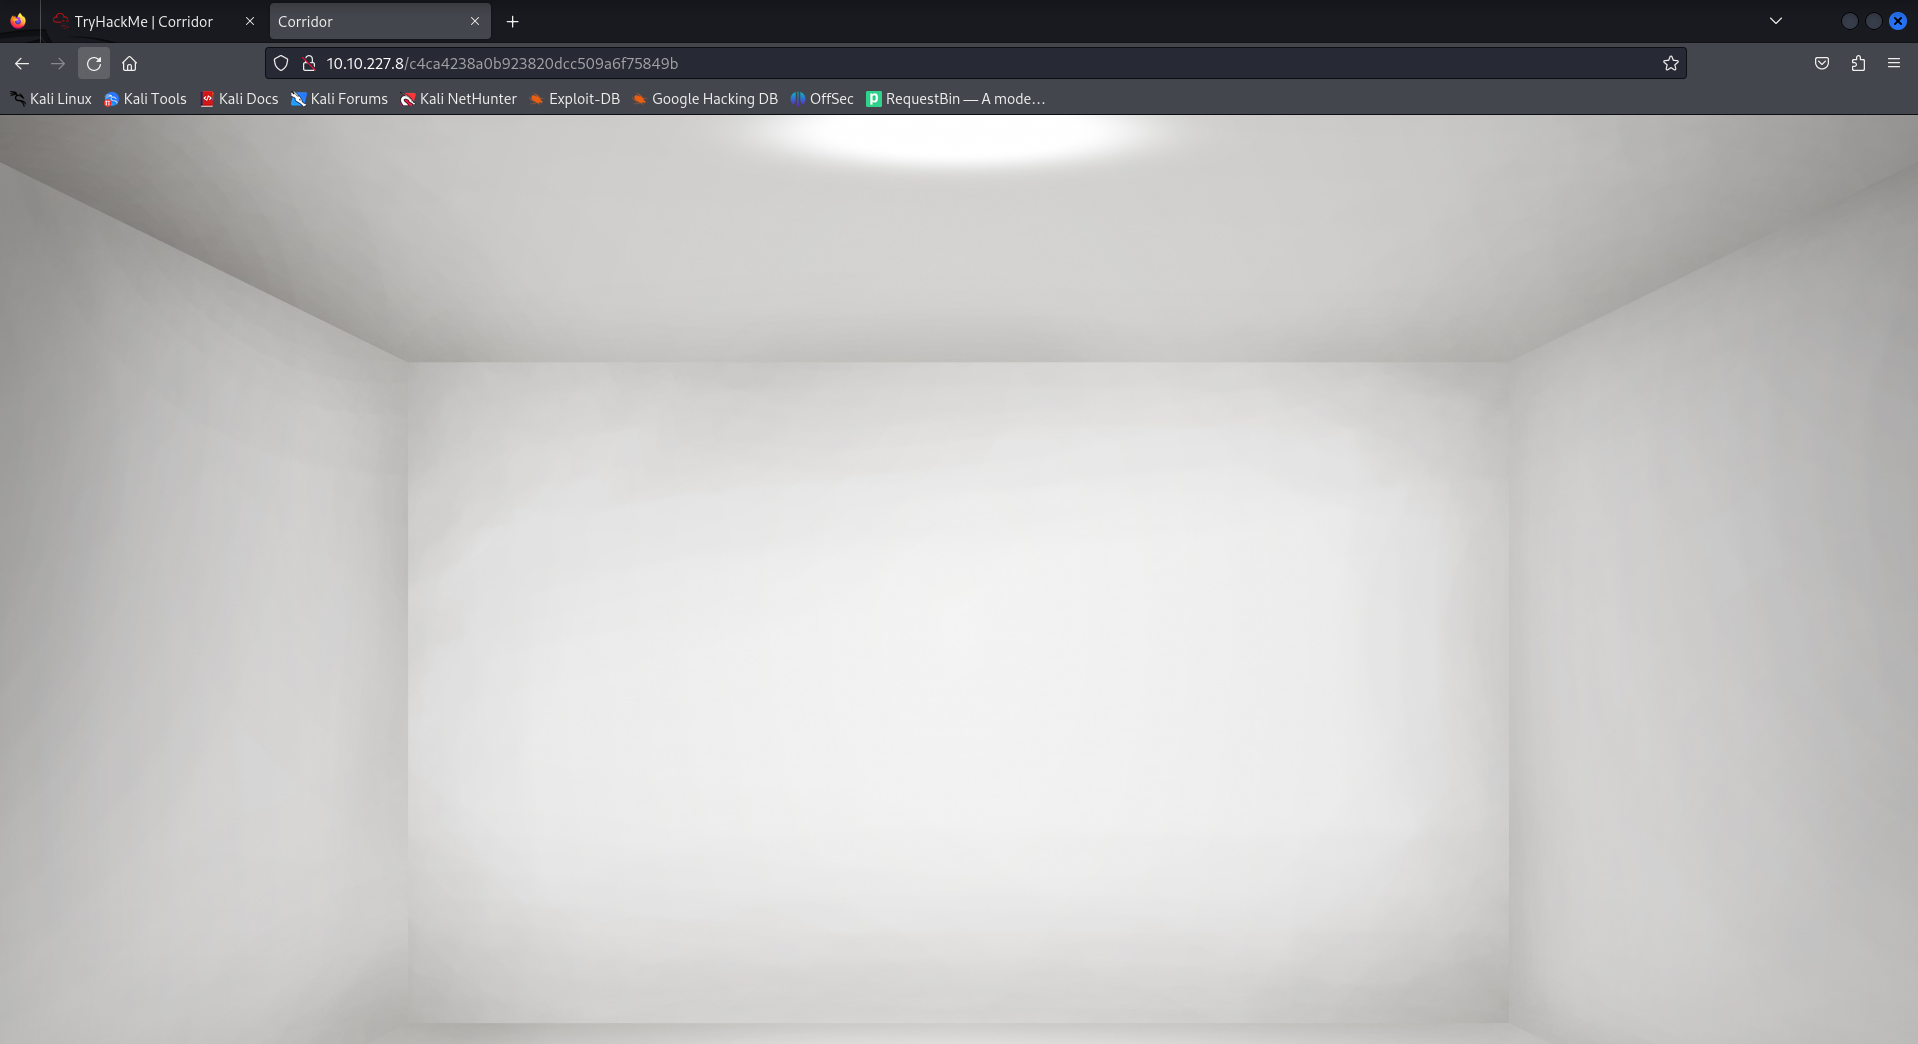 TryHackMe | Corridor Corridor
10.10.227.8/c4ca4238a0b923820dcc509a6f75849b
Kali Linux Kali Tools Kali Docs Kali Forums Kali NetHunter Exploit-DB Google Hacking DB OffSec RequestBin — A mode…